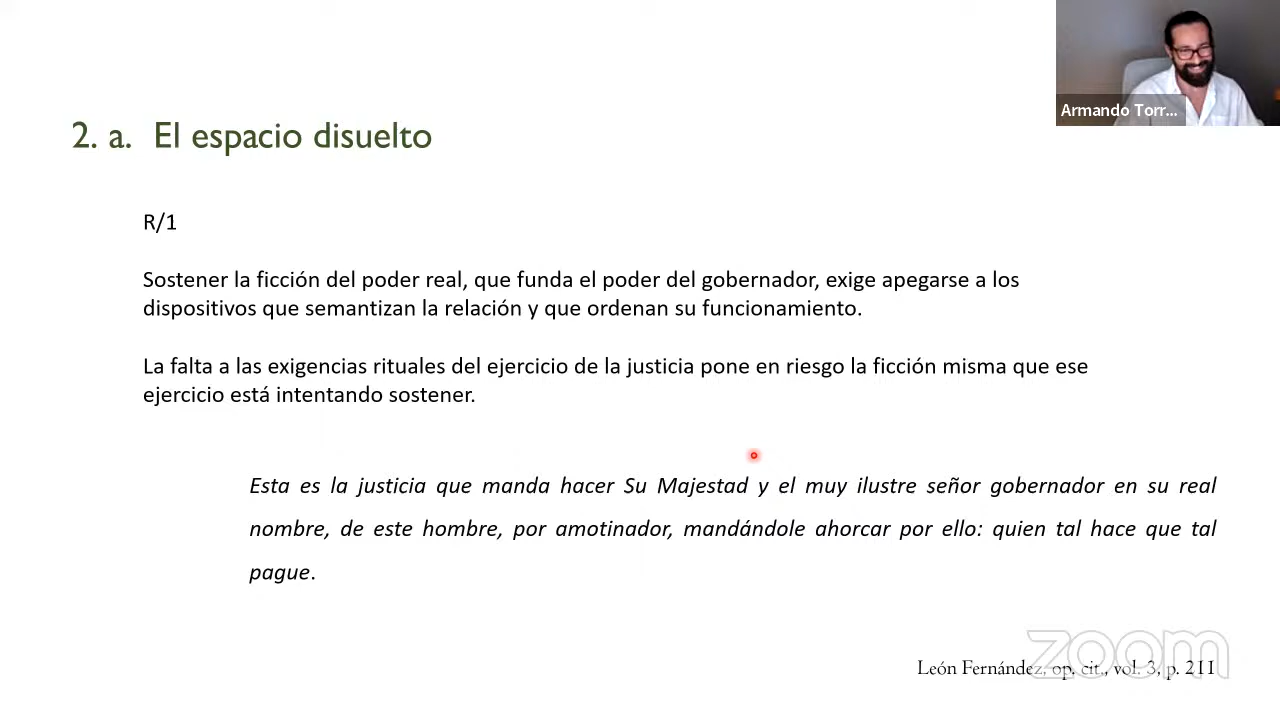 Armando Torr...
2. a. El espacio disuelto
R/1
Sostener la ficción del poder real, que funda el poder del gobernador, exige apegarse a los
dispositivos que semantizan la relación y que ordenan su funcionamiento.
La falta a las exigencias rituales del ejercicio de la justicia pone en riesgo la ficción misma que ese
ejercicio está intentando sostener.
Esta es la justicia que manda hacer Su Majestad y el muy ilustre señor gobernador en su real
nombre, de este hombre, por amotinador, mandándole ahorcar por ello: quien tal hace que tal
pague.
León Fernández, op. cit., vol. 3, p. 211
zoom